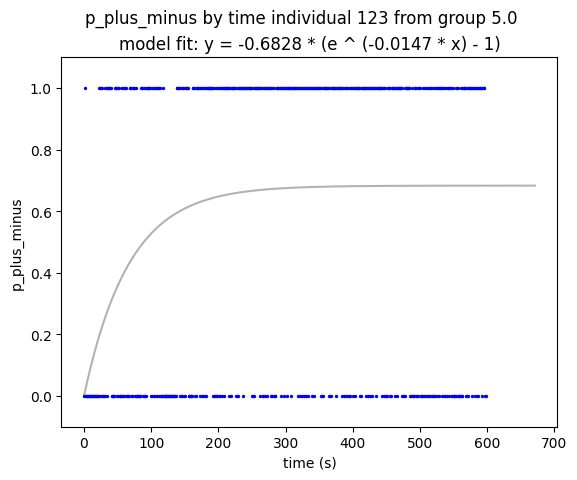 p_plus_minus by time individual 123 from group 5.0
model fit: y = -0.6828 * (e ^ (-0.0147 * x) - 1)
1.0
0.8
0.6
0.4
0.2
0.0
p_plus_minus
0 100 200 300 400 500 600 700
time (s)